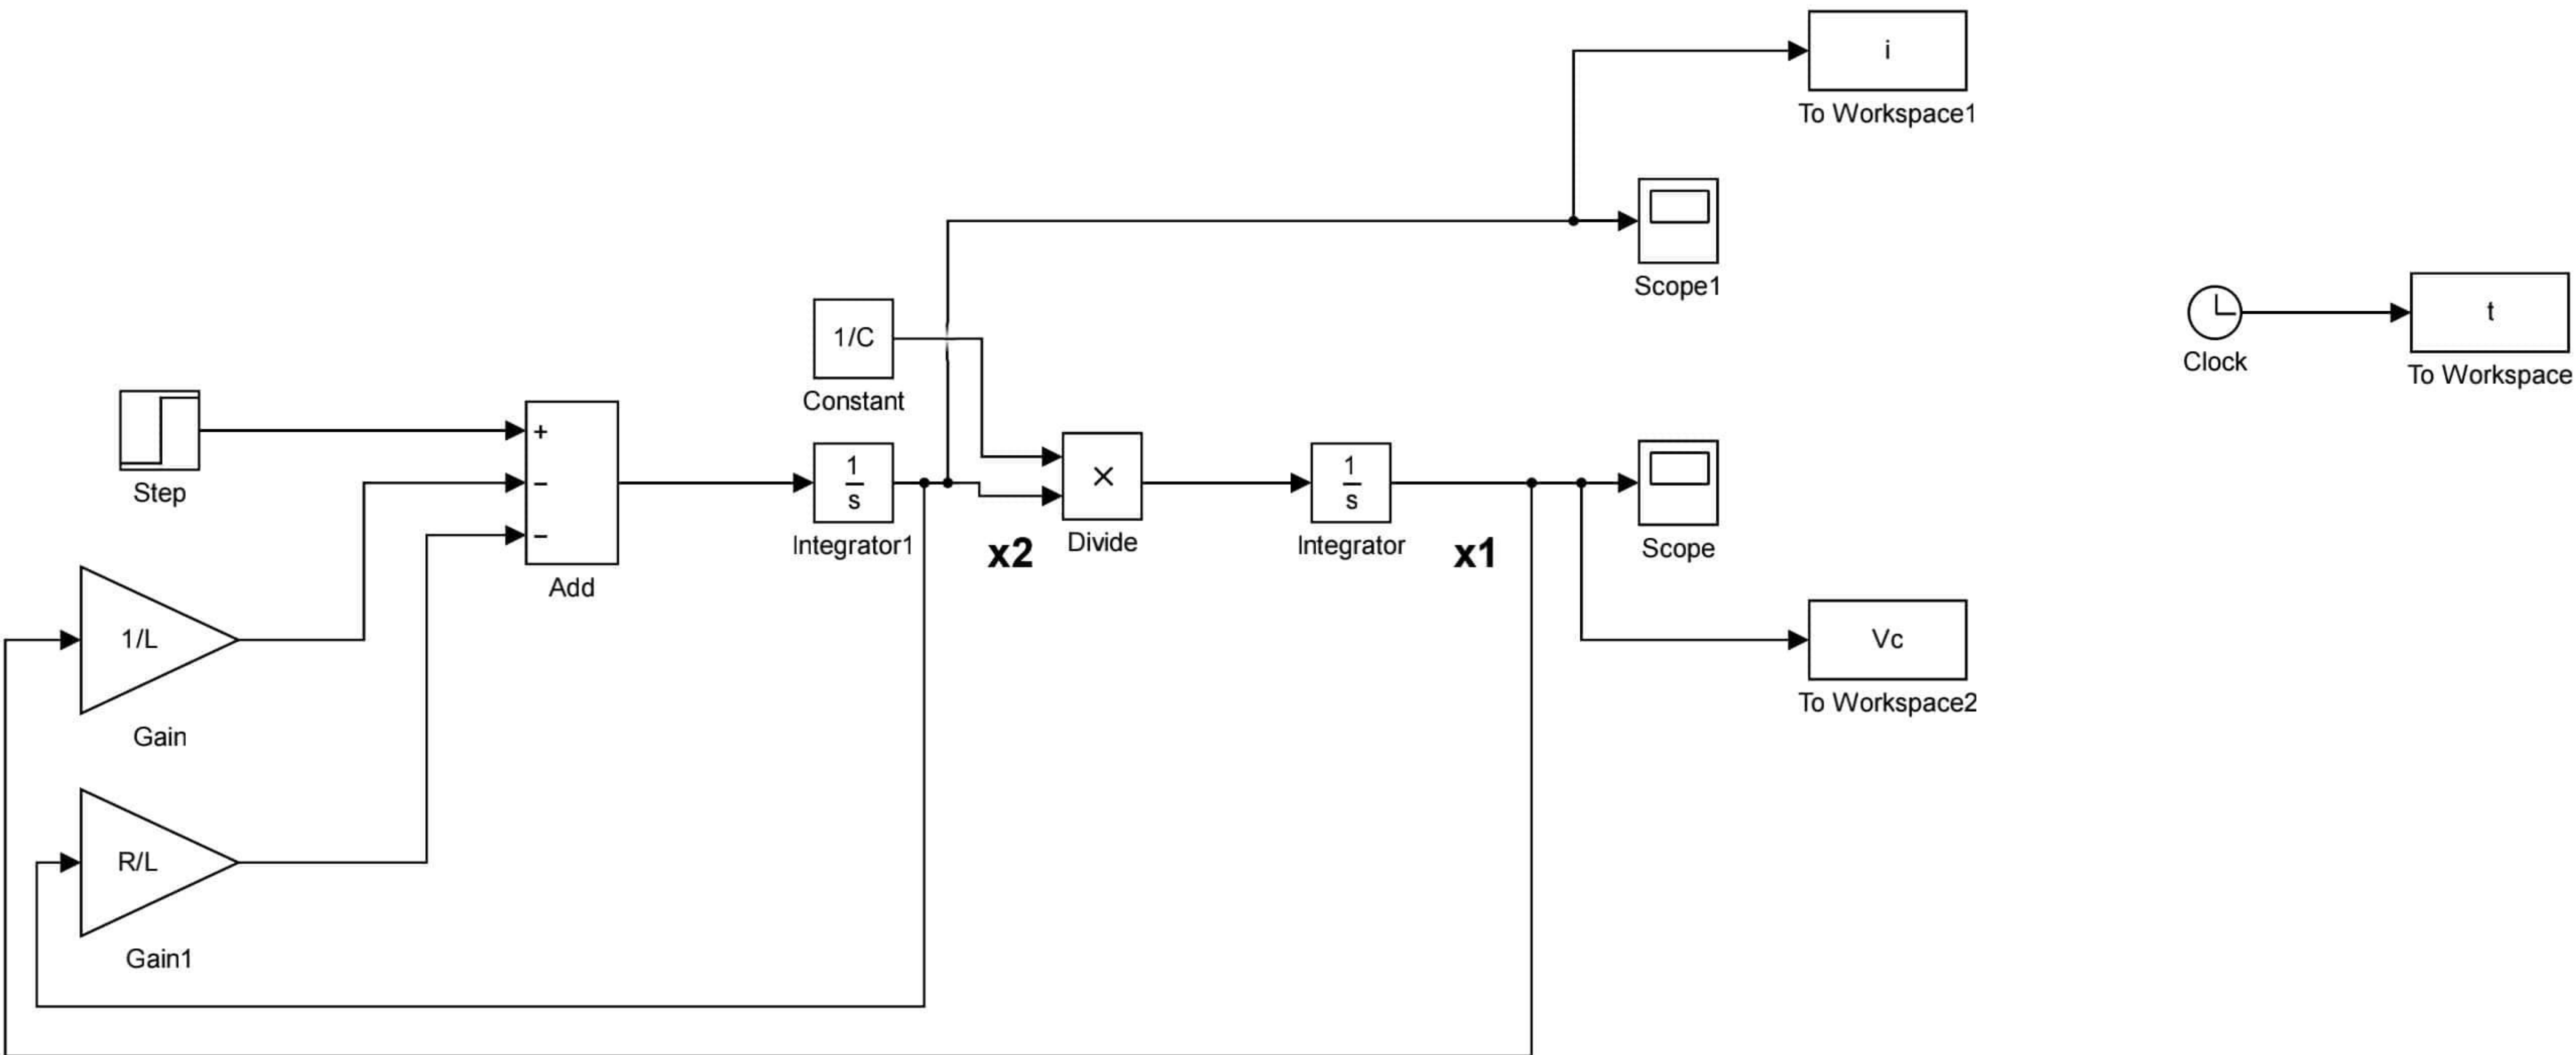 i
To Workspace1
Scope1
1/C
Constant
Clock
t
To Workspace
Step
+
−
−
Add
1
s
Integrator1
x2
×
Divide
1
s
Integrator
x1
Scope
1/L
Gain
Vc
To Workspace2
R/L
Gain1